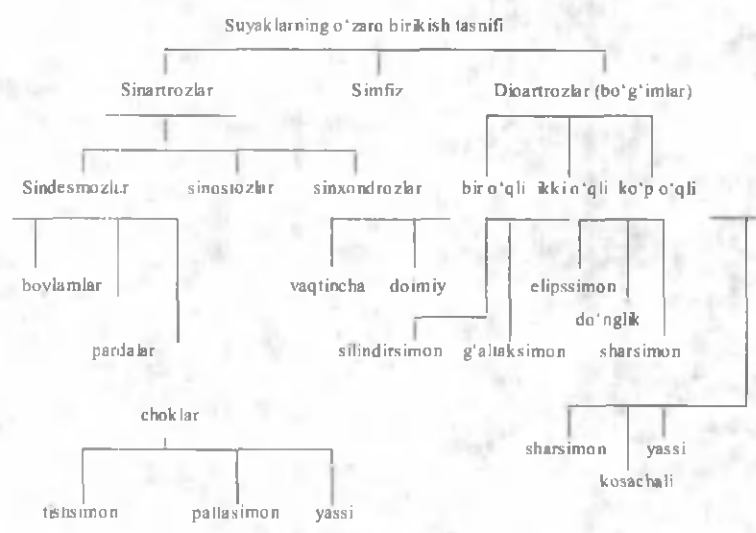 Suyaklarning o‘zaro birikish tasnifi
Sinartrozlar Simfiz Dioartrozlar (bo‘g‘imlar)
Sindesmozlar sinostozlar sinxondrozlar bir o‘qli ikki o‘qli ko‘p o‘qli
boylamlar vaqtincha doimiy elipssimon
do‘nglik
pardalar silindirsimon g‘altaksimon sharsimon
choklar
sharsimon yassi
kosachali
tishsimon pallasimon yassi